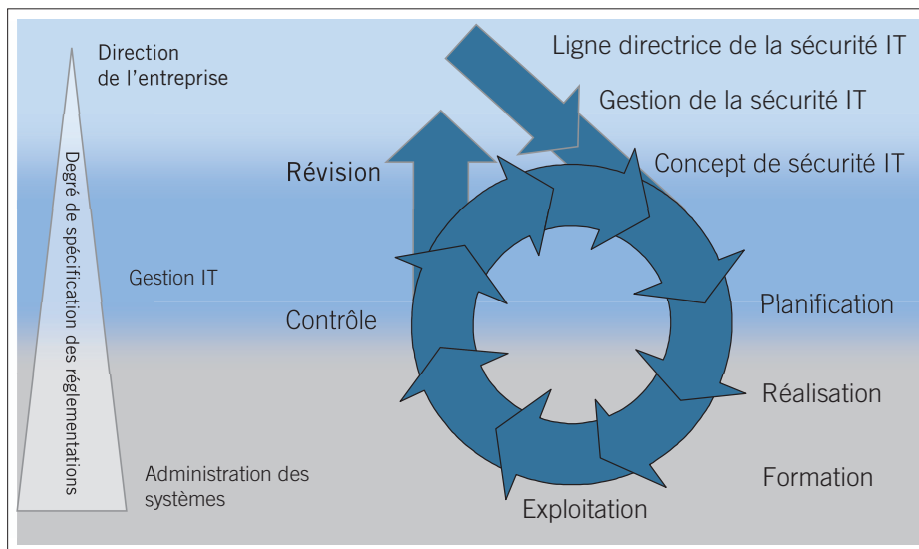 Direction
de l'entreprise
Degré de spécification des réglementations
Gestion IT
Administration des
systèmes
Ligne directrice de la sécurité IT
Gestion de la sécurité IT
Concept de sécurité IT
Révision
Contrôle
Planification
Réalisation
Formation
Exploitation